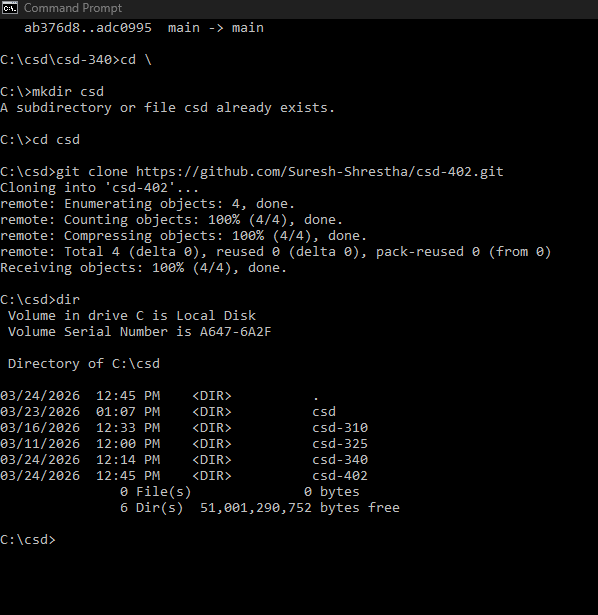 Command Prompt
ab376d8..adc0995  main -> main
C:\csd\csd-340>cd \
C:\>mkdir csd
A subdirectory or file csd already exists.
C:\>cd csd
C:\csd>git clone https://github.com/Suresh-Shrestha/csd-402.git
Cloning into 'csd-402'...
remote: Enumerating objects: 4, done.
remote: Counting objects: 100% (4/4), done.
remote: Compressing objects: 100% (4/4), done.
remote: Total 4 (delta 0), reused 0 (delta 0), pack-reused 0 (from 0)
Receiving objects: 100% (4/4), done.
C:\csd>dir
 Volume in drive C is Local Disk
 Volume Serial Number is A647-6A2F
 Directory of C:\csd
03/24/2026  12:45 PM    <DIR>          .
03/23/2026  01:07 PM    <DIR>          csd
03/16/2026  12:33 PM    <DIR>          csd-310
03/11/2026  12:00 PM    <DIR>          csd-325
03/24/2026  12:14 PM    <DIR>          csd-340
03/24/2026  12:45 PM    <DIR>          csd-402
               0 File(s)              0 bytes
               6 Dir(s)  51,001,290,752 bytes free
C:\csd>